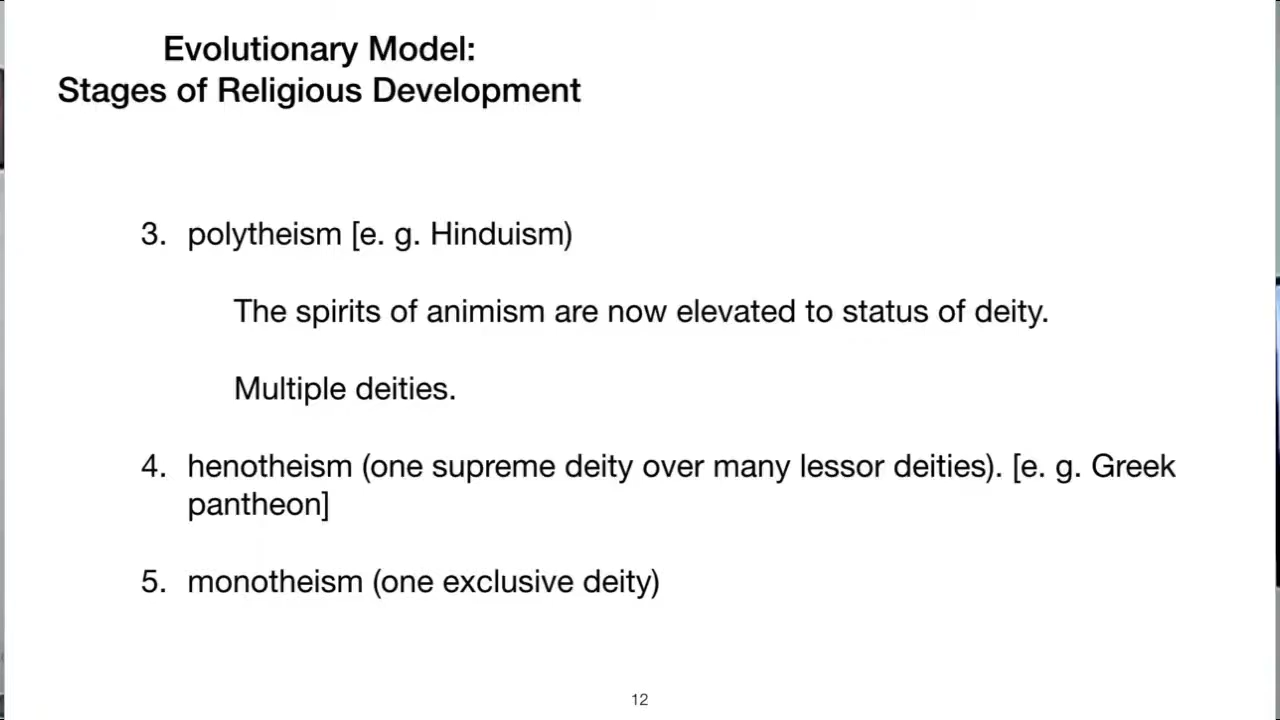 Evolutionary Model:
Stages of Religious Development
3. polytheism [e. g. Hinduism)
The spirits of animism are now elevated to status of deity.
Multiple deities.
4. henotheism (one supreme deity over many lessor deities). [e. g. Greek
pantheon]
5. monotheism (one exclusive deity)
12